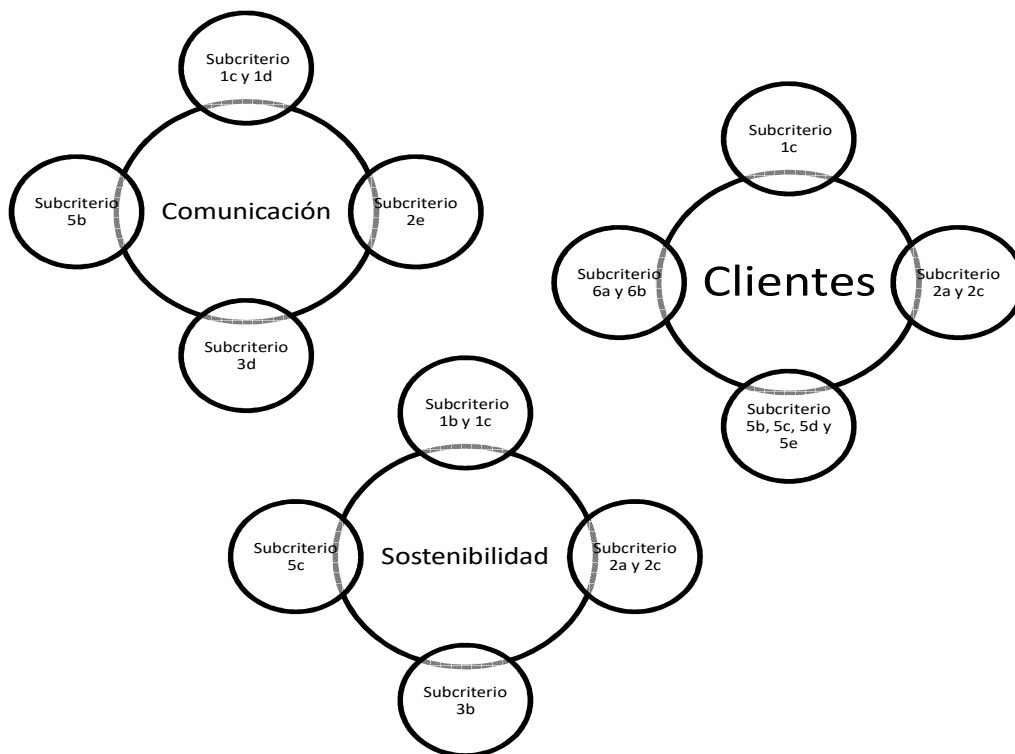 Subcriterio
1c y 1d
Subcriterio
5b
Comunicación
Subcriterio
2e
Subcriterio
3d
Subcriterio
1c
Subcriterio
6a y 6b
Clientes
Subcriterio
2a y 2c
Subcriterio
5b, 5c, 5d y
5e
Subcriterio
1b y 1c
Subcriterio
5c
Sostenibilidad
Subcriterio
2a y 2c
Subcriterio
3b